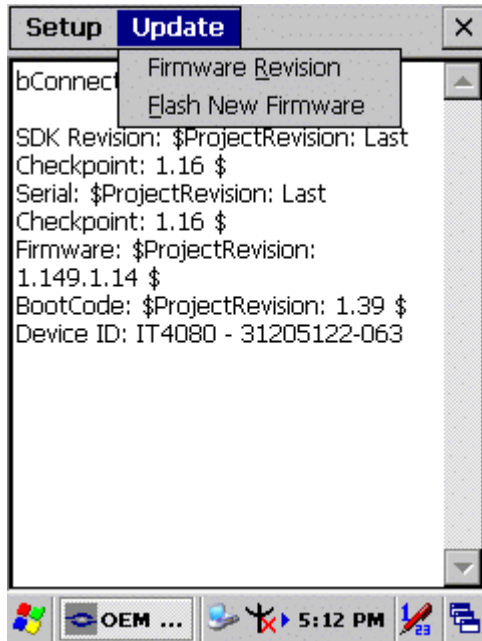 Setup Update
Firmware Revision
bConnect
Flash New Firmware
SDK Revision: $ProjectRevision: Last
Checkpoint: 1.16 $
Serial: $ProjectRevision: Last
Checkpoint: 1.16 $
Firmware: $ProjectRevision:
1.149.1.14 $
BootCode: $ProjectRevision: 1.39 $
Device ID: IT4080 - 31205122-063
OEM ... 5:12 PM 1 23